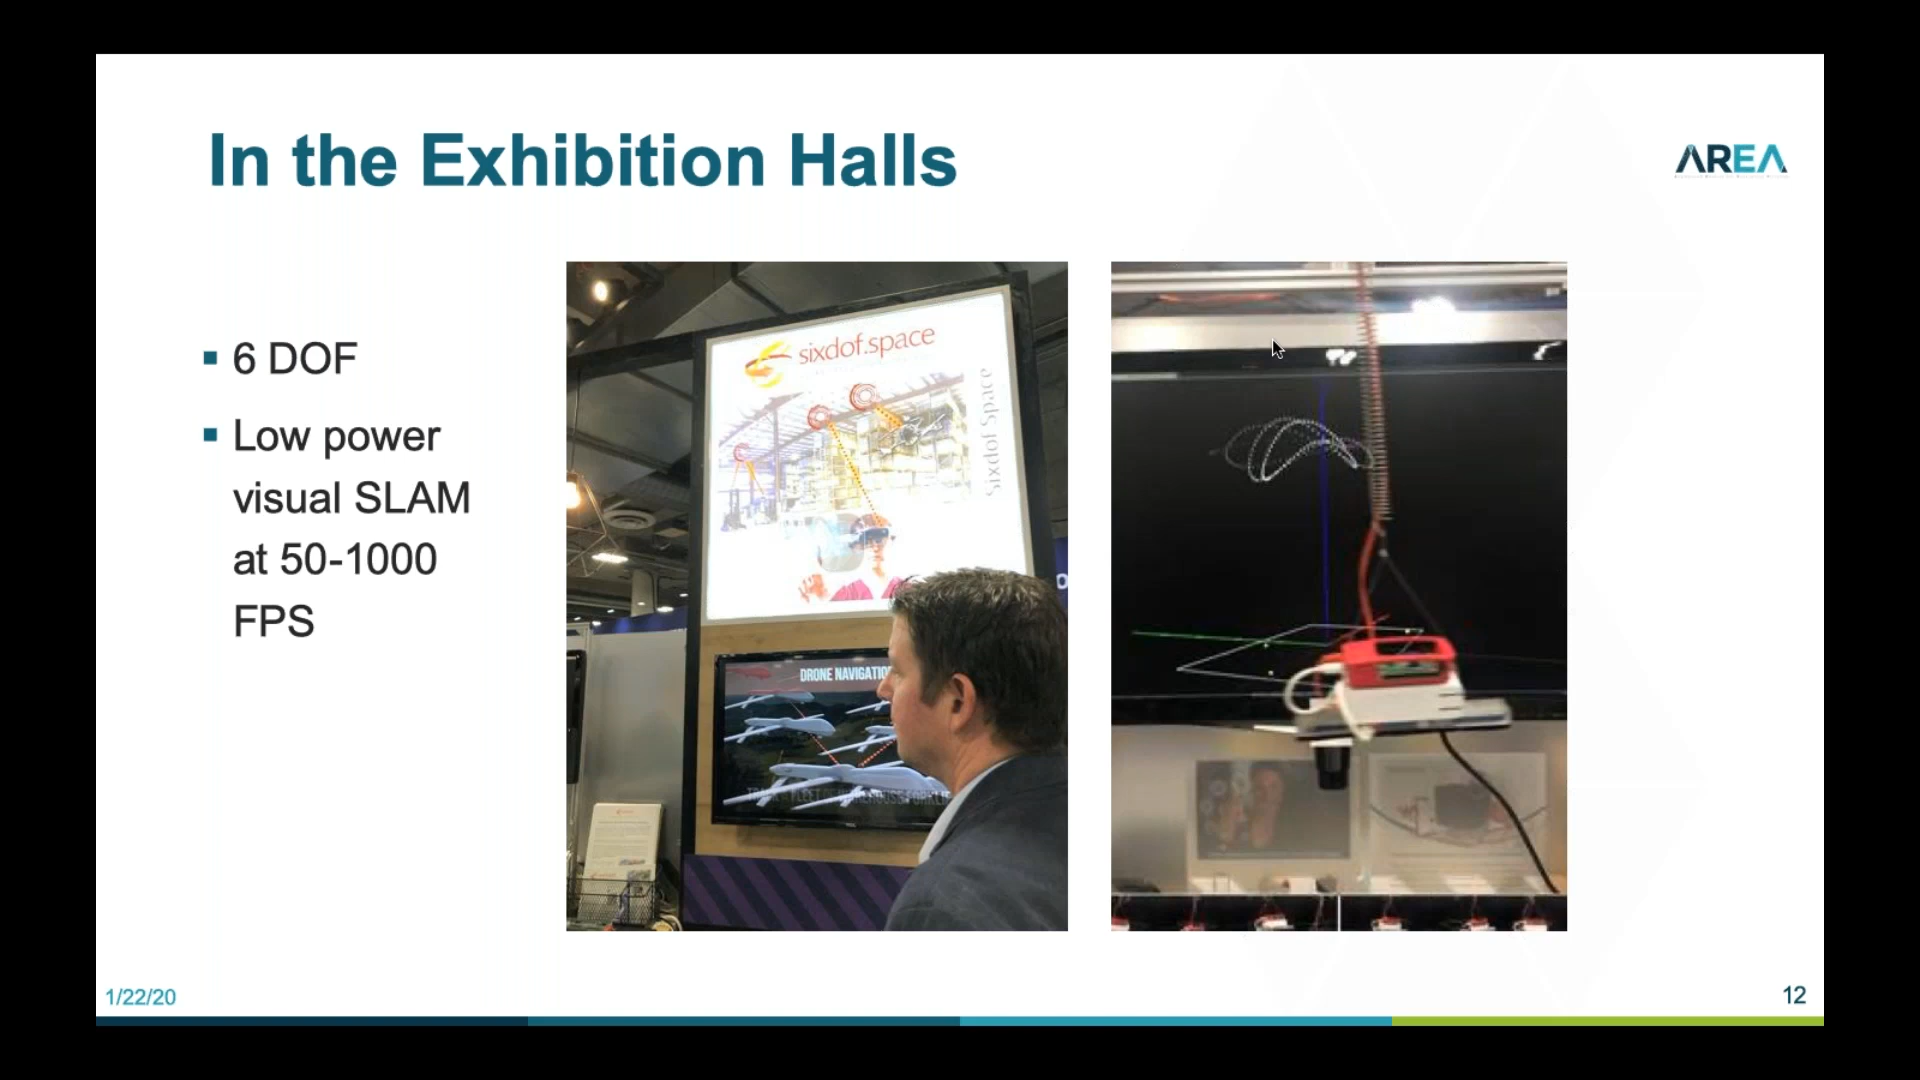 In the Exhibition Halls
AREA
▪ 6 DOF
▪ Low power
visual SLAM
at 50-1000
FPS
sixdof.space
Sixdof Space
DRONE NAVIGATIO
1/22/20
12